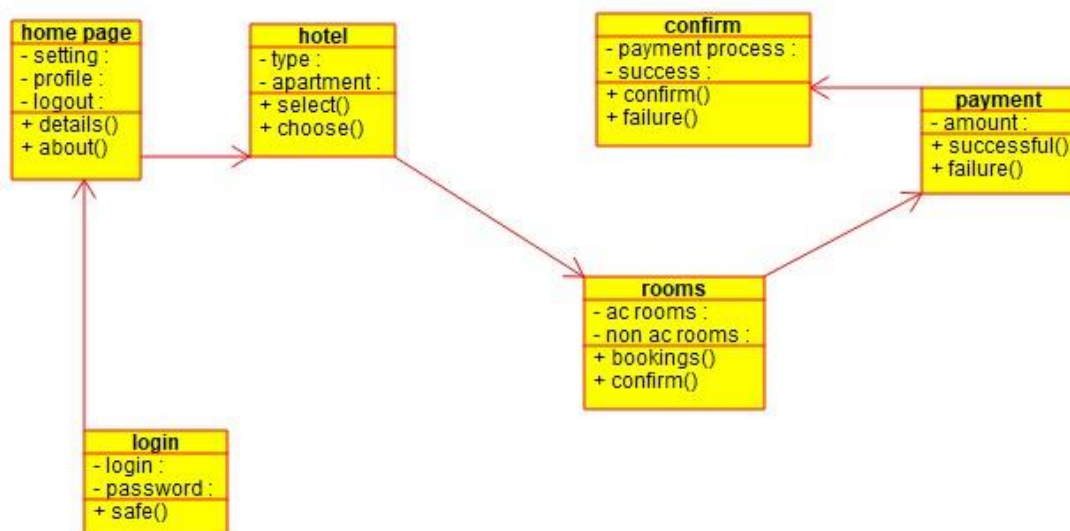 home page
- setting :
- profile :
- logout :
+ details()
+ about()
hotel
- type :
- apartment :
+ select()
+ choose()
confirm
- payment process :
- success :
+ confirm()
+ failure()
payment
- amount :
+ successful()
+ failure()
rooms
- ac rooms :
- non ac rooms :
+ bookings()
+ confirm()
login
- login :
- password :
+ safe()